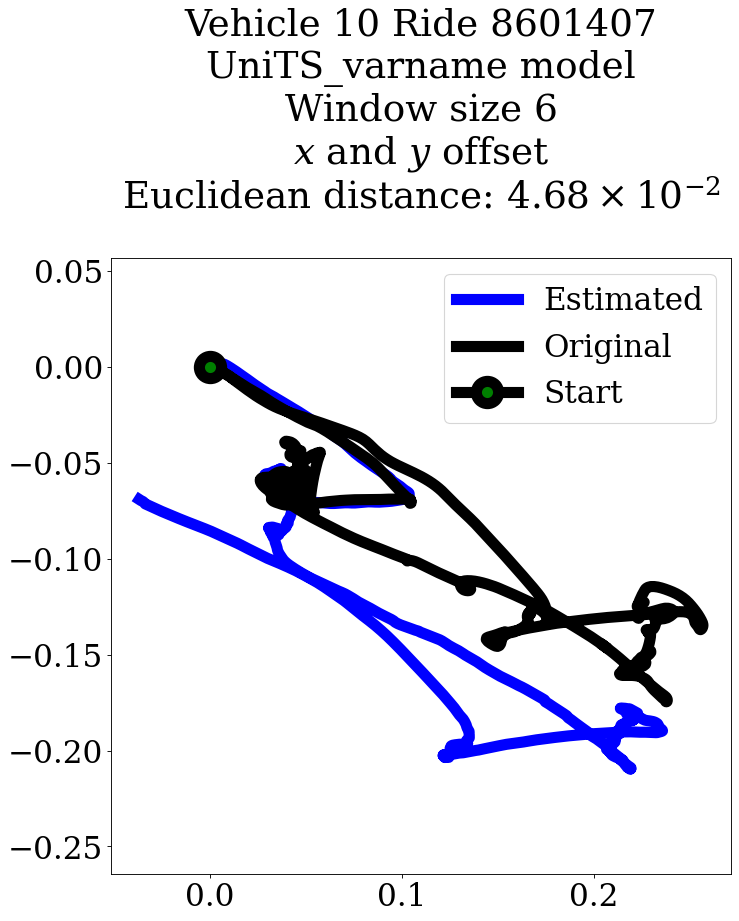 Vehicle 10 Ride 8601407
UniTS_varname model
Window size 6
x and y offset
Euclidean distance: 4.68 × 10⁻²
Estimated
Original
Start
0.05
0.00
−0.05
−0.10
−0.15
−0.20
−0.25
0.0 0.1 0.2